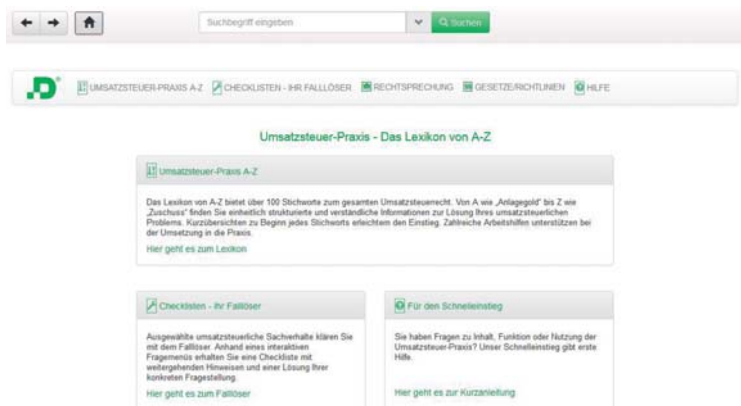 Suchbegriff eingeben
Suchen
D
UMSATZSTEUER-PRAXIS A-Z CHECKLISTEN - IHR FALLLÖSER RECHTSPRECHUNG GESETZE/RICHTLINIEN HILFE
Umsatzsteuer-Praxis - Das Lexikon von A-Z
Umsatzsteuer-Praxis A-Z
Das Lexikon von A-Z bietet über 100 Stichworte zum gesamten Umsatzsteuerrecht. Von A wie „Anlagegold" bis Z wie
„Zuschuss" finden Sie einheitlich strukturierte und verständliche Informationen zur Lösung Ihres umsatzsteuerlichen
Problems. Kurzübersichten zu Beginn jedes Stichworts erleichtern den Einstieg. Zahlreiche Arbeitshilfen unterstützen bei
der Umsetzung in die Praxis.
Hier geht es zum Lexikon
Checklisten - Ihr Falllöser
Ausgewählte umsatzsteuerliche Sachverhalte klären Sie
mit dem Falllöser. Anhand eines interaktiven
Fragemenüs erhalten Sie eine Checkliste mit
weitergehenden Hinweisen und einer Lösung Ihrer
konkreten Fragestellung.
Hier geht es zum Falllöser
Für den Schnelleinstieg
Sie haben Fragen zu Inhalt, Funktion oder Nutzung der
Umsatzsteuer-Praxis? Unser Schnelleinstieg gibt erste
Hilfe.
Hier geht es zur Kurzanleitung